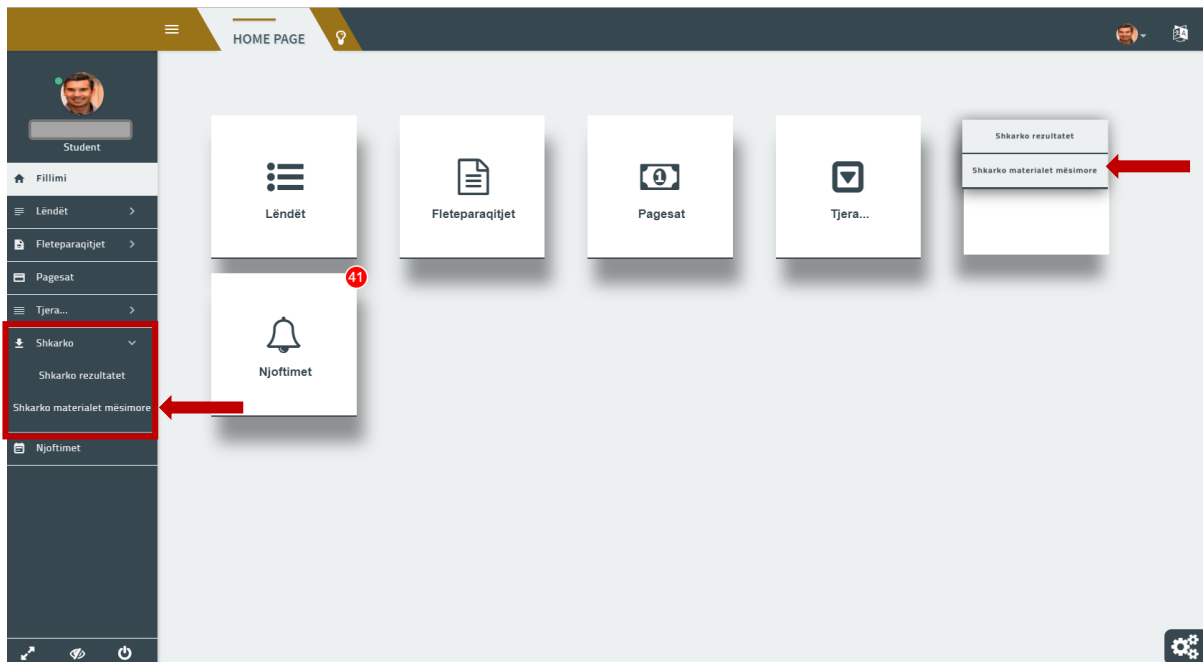 HOME PAGE
Student
Fillimi
Lëndët
Fleteparaqitjet
Pagesat
Tjera...
Shkarko
Shkarko rezultatet
Shkarko materialet mësimore
Njoftimet
Lëndët
Fleteparaqitjet
Pagesat
Tjera...
Shkarko rezultatet
Shkarko materialet mësimore
41
Njoftimet